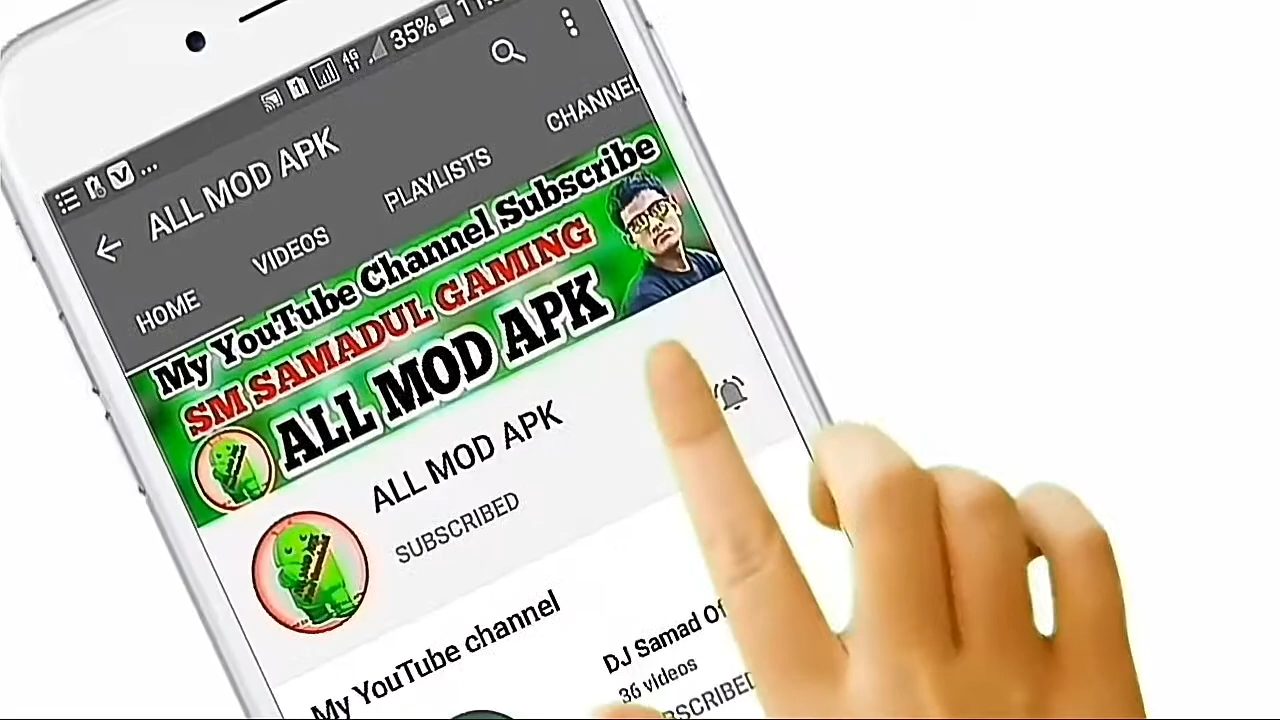 4G 35%
ALL MOD APK
HOME VIDEOS PLAYLISTS CHANNEL
My YouTube Channel Subscribe
SM SAMADUL GAMING
ALL MOD APK
ALL MOD APK
SUBSCRIBED
My YouTube channel
DJ Samad Of
36 videos